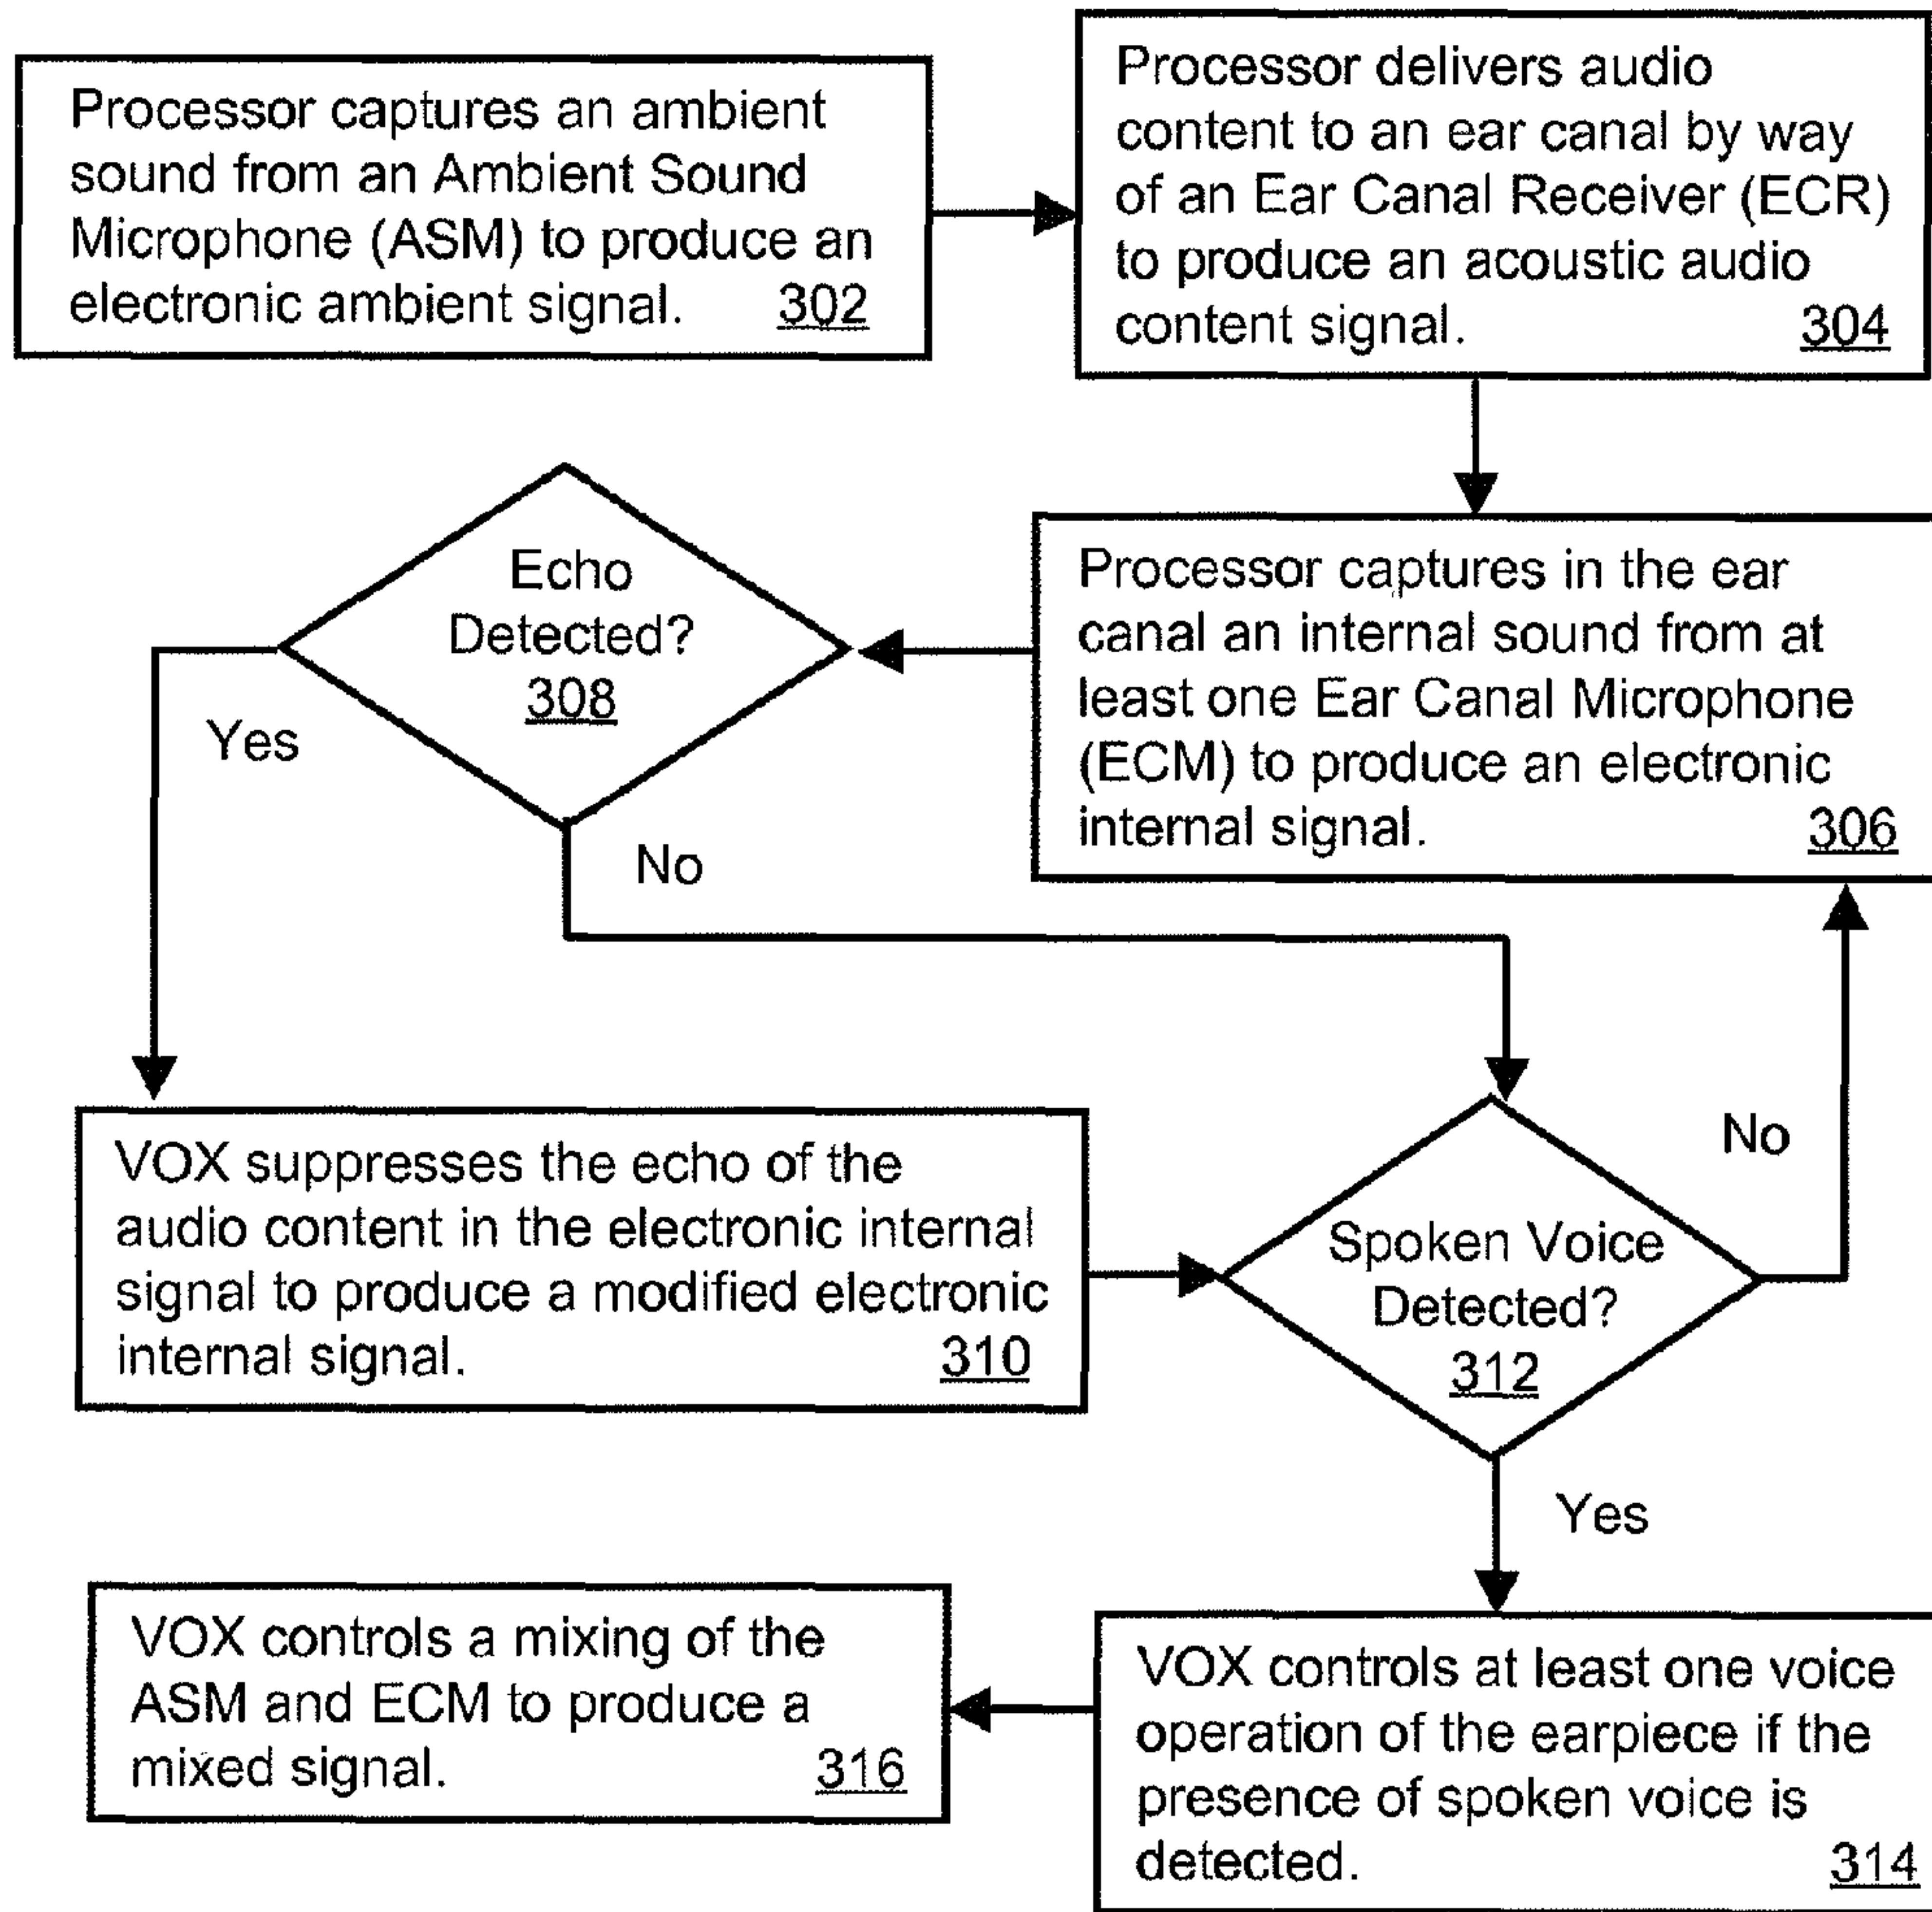 Processor captures an ambient
sound from an Ambient Sound
Microphone (ASM) to produce an
electronic ambient signal. 302
Processor delivers audio
content to an ear canal by way
of an Ear Canal Receiver (ECR)
to produce an acoustic audio
content signal. 304
Processor captures in the ear
canal an internal sound from at
least one Ear Canal Microphone
(ECM) to produce an electronic
internal signal. 306
Echo
Detected?
308
Yes
No
VOX suppresses the echo of the
audio content in the electronic internal
signal to produce a modified electronic
internal signal. 310
Spoken Voice
Detected?
312
No
Yes
VOX controls at least one voice
operation of the earpiece if the
presence of spoken voice is
detected. 314
VOX controls a mixing of the
ASM and ECM to produce a
mixed signal. 316